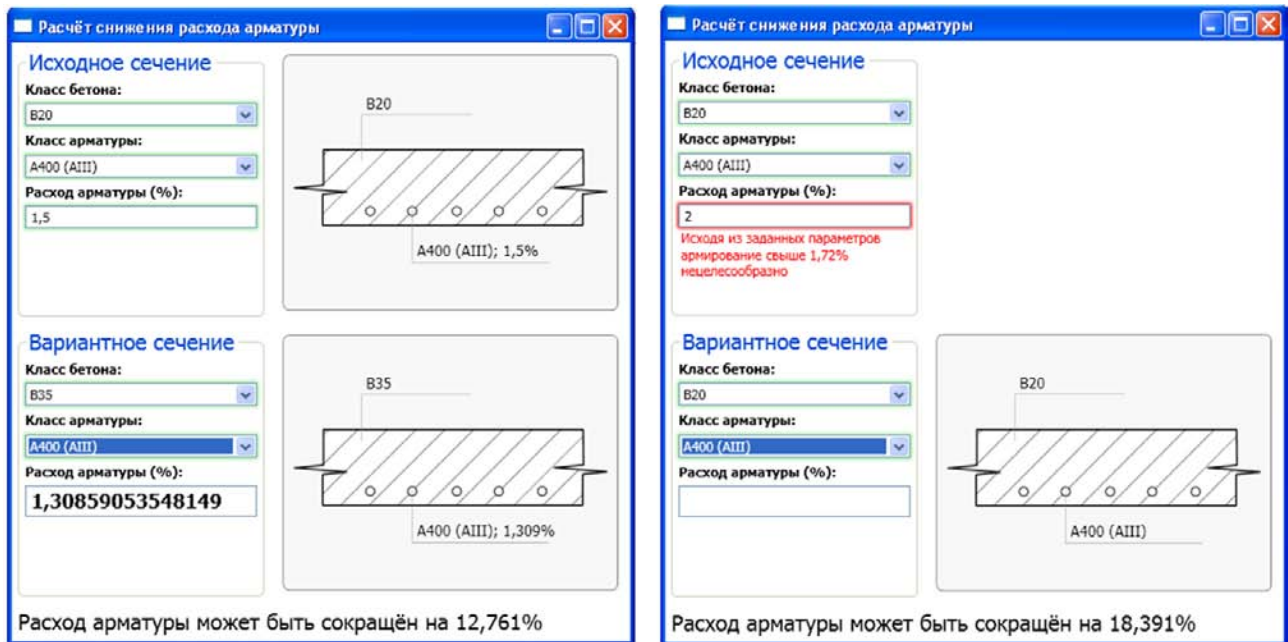 Расчёт снижения расхода арматуры
Исходное сечение
Класс бетона:
B20
Класс арматуры:
A400 (AIII)
Расход арматуры (%):
1,5
B20
A400 (AIII); 1,5%
Вариантное сечение
Класс бетона:
B35
Класс арматуры:
A400 (AIII)
Расход арматуры (%):
1,30859053548149
B35
A400 (AIII); 1,309%
Расход арматуры может быть сокращён на 12,761%
Расчёт снижения расхода арматуры
Исходное сечение
Класс бетона:
B20
Класс арматуры:
A400 (AIII)
Расход арматуры (%):
2
Исходя из заданных параметров
армирование свыше 1,72%
нецелесообразно
Вариантное сечение
Класс бетона:
B20
Класс арматуры:
A400 (AIII)
Расход арматуры (%):
B20
A400 (AIII)
Расход арматуры может быть сокращён на 18,391%